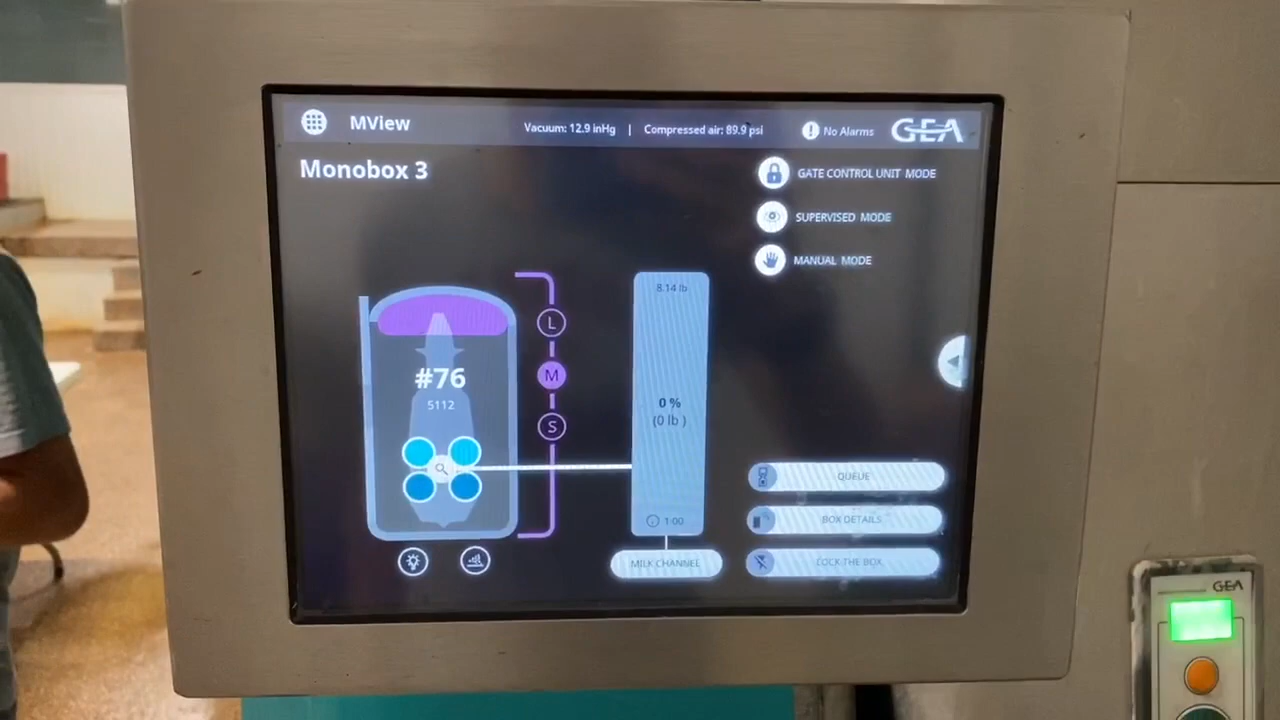 MView
Vacuum: 12.9 inHg | Compressed air: 89.9 psi
No Alarms
GEA
Monobox 3
GATE CONTROL UNIT MODE
SUPERVISED MODE
MANUAL MODE
8.14 lb
L
#76
M
5112
0 %
(0 lb )
S
QUEUE
1:00
BOX DETAILS
MILK CHANNEL
LOCK THE BOX
GEA